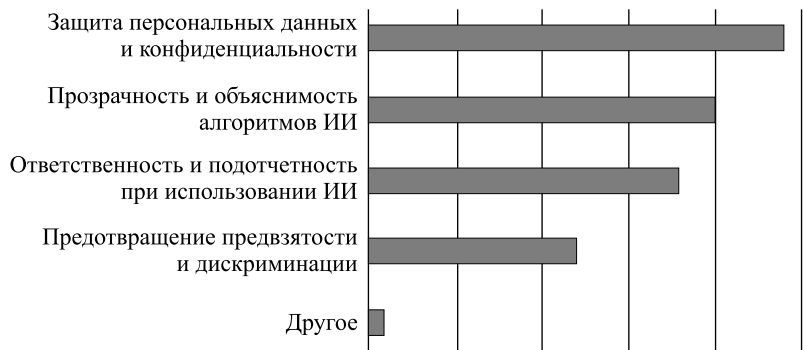 Защита персональных данных
и конфиденциальности
Прозрачность и объяснимость
алгоритмов ИИ
Ответственность и подотчетность
при использовании ИИ
Предотвращение предвзятости
и дискриминации
Другое